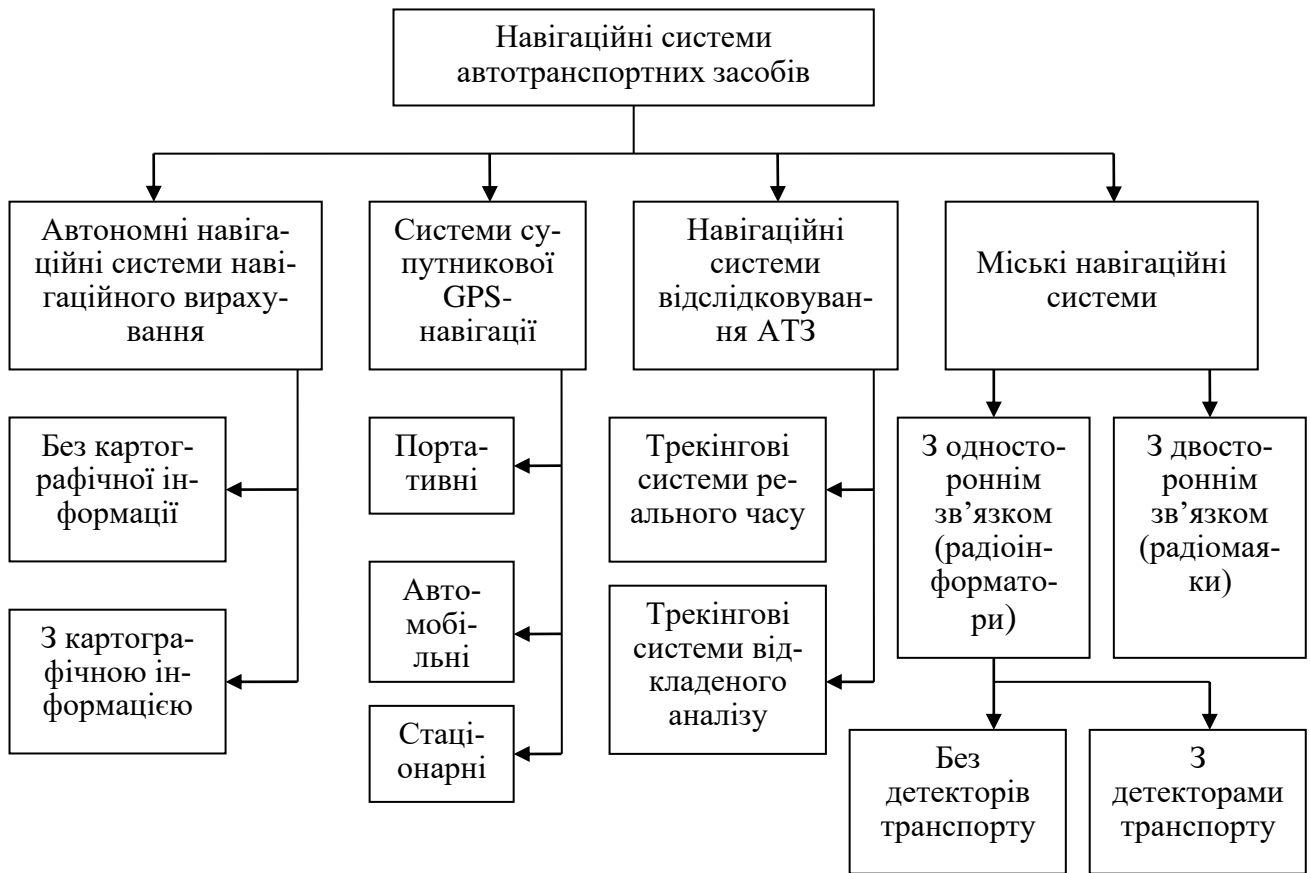 Навігаційні системи
автотранспортних засобів
Автономні навіга-
ційні системи наві-
гаційного вираху-
вання
Системи су-
путникової
GPS-
навігації
Навігаційні
системи
відслідковуван-
ня АТЗ
Міські навігаційні
системи
Без картог-
рафічної ін-
формації
З картогра-
фічною ін-
формацією
Порта-
тивні
Авто-
мобі-
льні
Стаці-
онарні
Трекінгові
системи ре-
ального часу
Трекінгові
системи від-
кладеного
аналізу
З односто-
роннім
зв’язком
(радіоін-
формато-
ри)
З двосто-
роннім
зв’язком
(радіомая-
ки)
Без
детекторів
транспорту
З
детекторами
транспорту